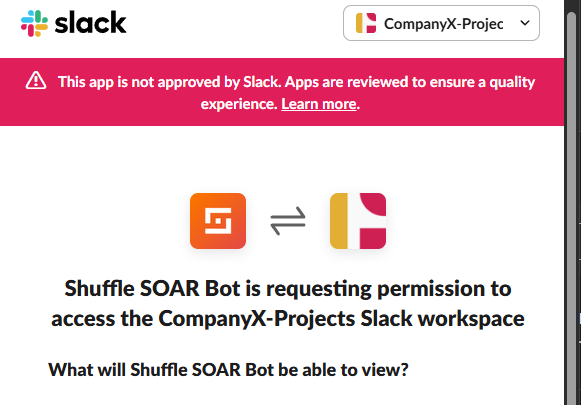 slack
CompanyX-Projec
This app is not approved by Slack. Apps are reviewed to ensure a quality
experience. Learn more.
Shuffle SOAR Bot is requesting permission to
access the CompanyX-Projects Slack workspace
What will Shuffle SOAR Bot be able to view?